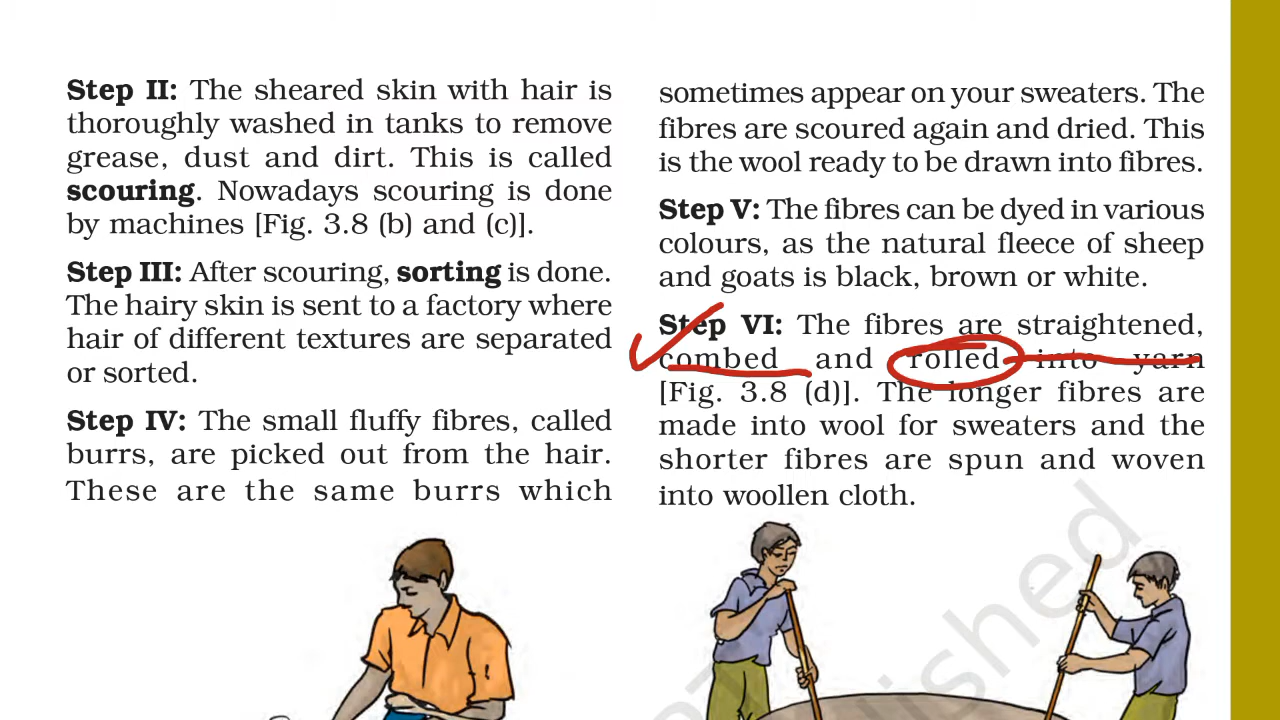 Step II: The sheared skin with hair is
thoroughly washed in tanks to remove
grease, dust and dirt. This is called
scouring. Nowadays scouring is done
by machines [Fig. 3.8 (b) and (c)].
Step III: After scouring, sorting is done.
The hairy skin is sent to a factory where
hair of different textures are separated
or sorted.
Step IV: The small fluffy fibres, called
burrs, are picked out from the hair.
These are the same burrs which
sometimes appear on your sweaters. The
fibres are scoured again and dried. This
is the wool ready to be drawn into fibres.
Step V: The fibres can be dyed in various
colours, as the natural fleece of sheep
and goats is black, brown or white.
Step VI: The fibres are straightened,
combed and rolled into yarn
[Fig. 3.8 (d)]. The longer fibres are
made into wool for sweaters and the
shorter fibres are spun and woven
into woollen cloth.